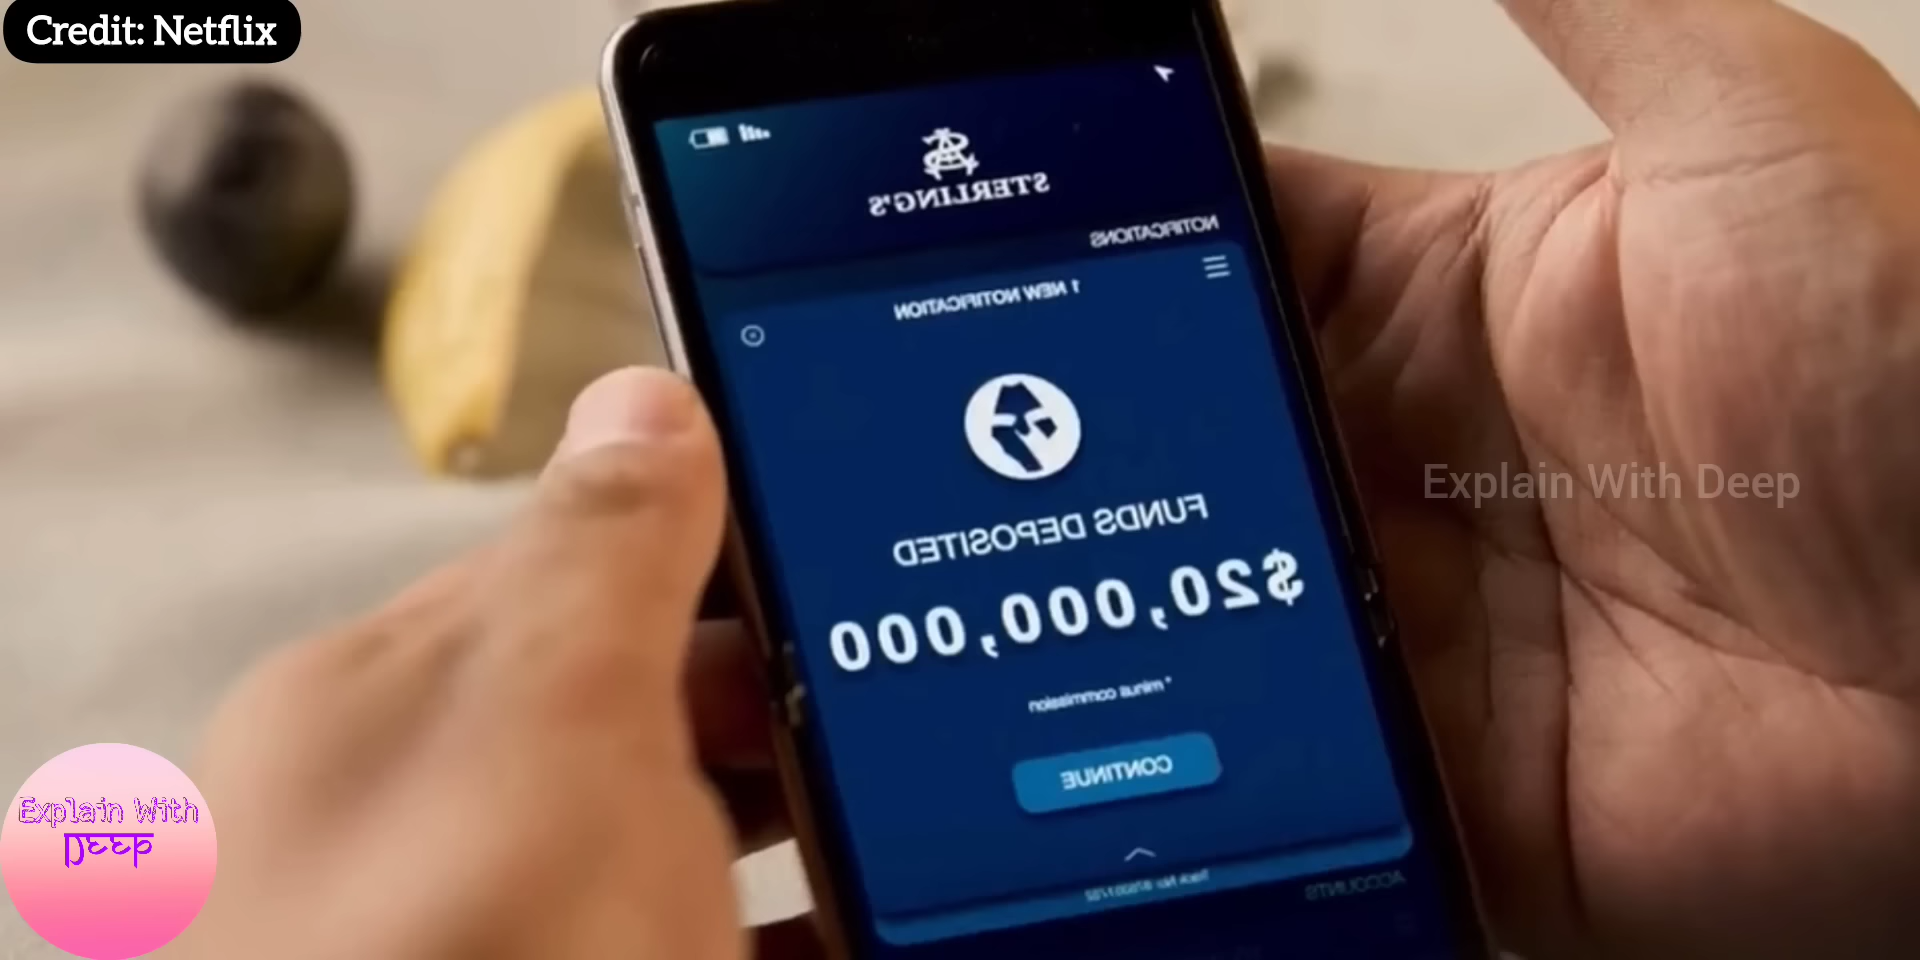 Credit: Netflix
STERLING'S
NOTIFICATIONS
1 NEW NOTIFICATION
FUNDS DEPOSITED
$20,000,000
* minus commission
CONTINUE
ACCOUNTS
Explain With Deep
Explain With
Deep